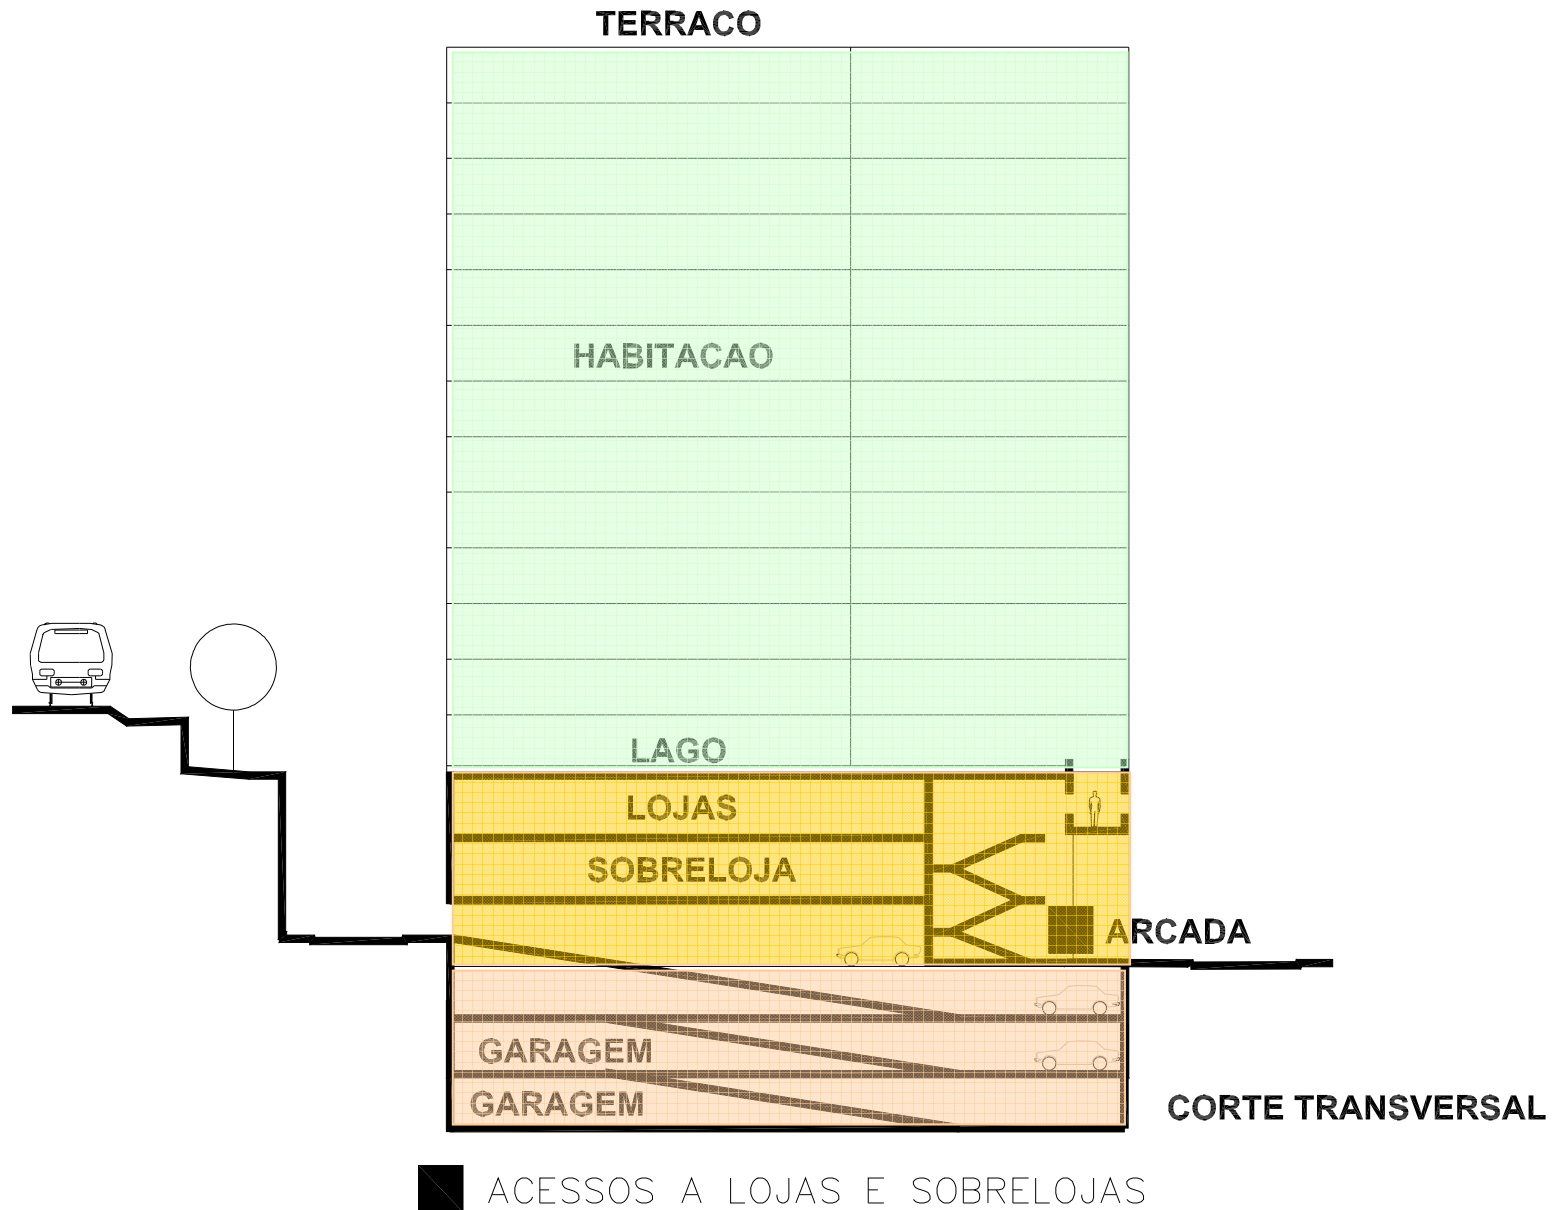 TERRACO
HABITACAO
LAGO
LOJAS
SOBRELOJA
ARCADA
GARAGEM
GARAGEM
CORTE TRANSVERSAL
ACESSOS A LOJAS E SOBRELOJAS